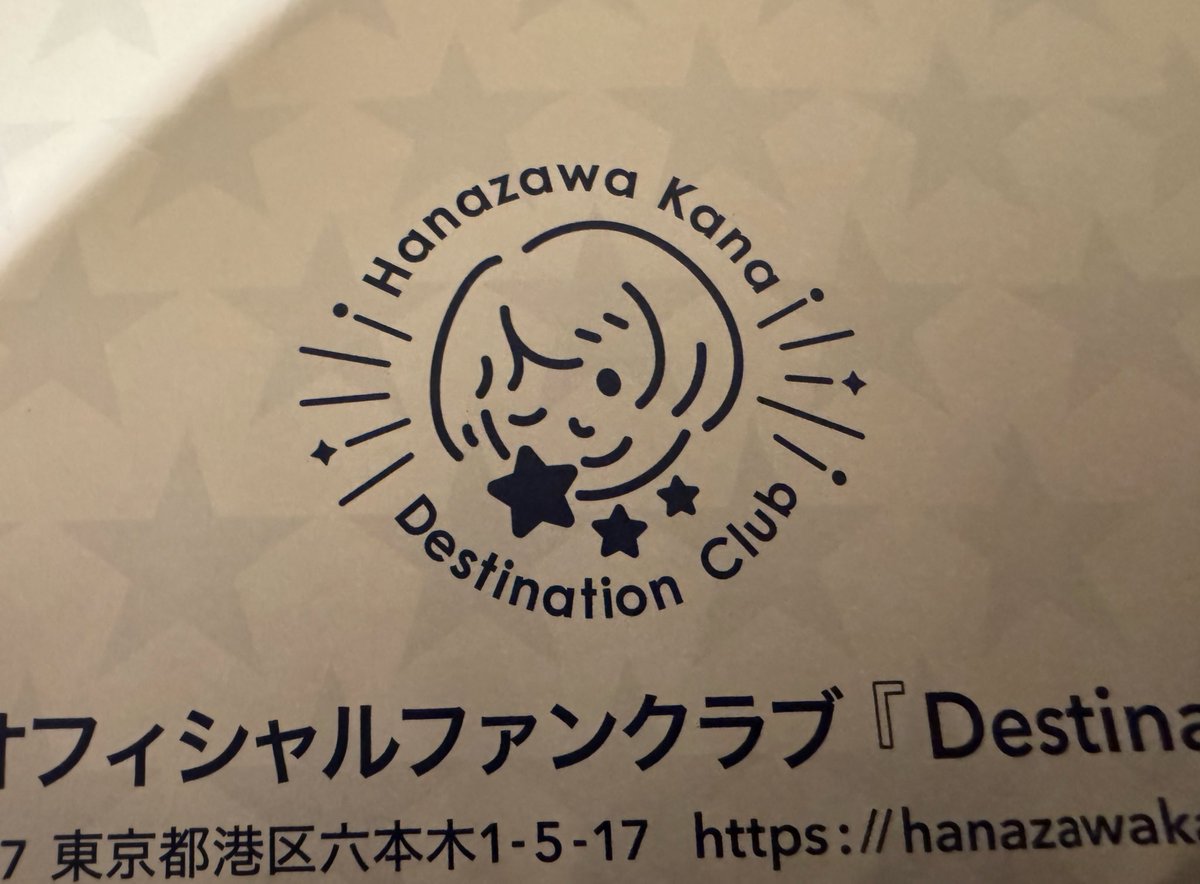 Hanazawa Kana
Destination Club
オフィシャルファンクラブ『Destina
7 東京都港区六本木1-5-17 https://hanazawaka